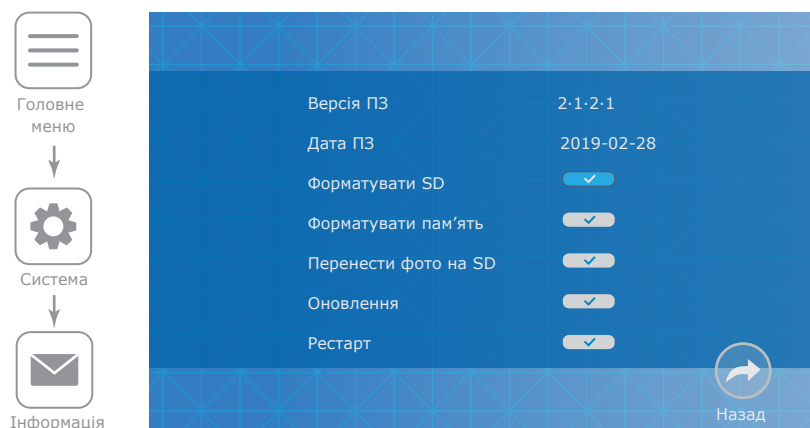 Головне
меню
Система
Інформація
Версія ПЗ 2·1·2·1
Дата ПЗ 2019-02-28
Форматувати SD
Форматувати пам’ять
Перенести фото на SD
Оновлення
Рестарт
Назад